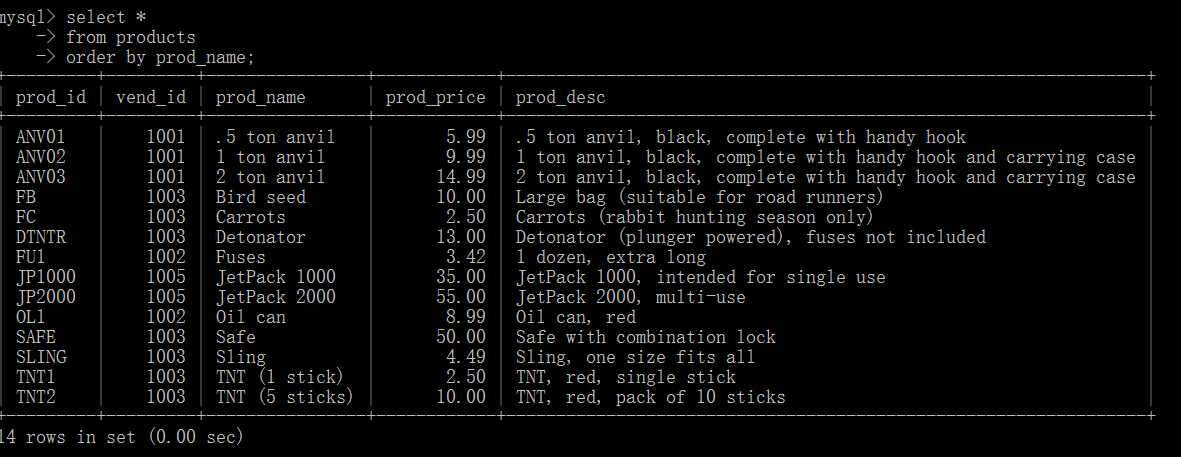 mysql> select *
    -> from products
    -> order by prod_name;
+---------+---------+----------------+------------+----------------------------------------------------------------+
| prod_id | vend_id | prod_name      | prod_price | prod_desc                                                      |
+---------+---------+----------------+------------+----------------------------------------------------------------+
| ANV01   |    1001 | .5 ton anvil   |       5.99 | .5 ton anvil, black, complete with handy hook                  |
| ANV02   |    1001 | 1 ton anvil    |       9.99 | 1 ton anvil, black, complete with handy hook and carrying case |
| ANV03   |    1001 | 2 ton anvil    |      14.99 | 2 ton anvil, black, complete with handy hook and carrying case |
| FB      |    1003 | Bird seed      |      10.00 | Large bag (suitable for road runners)                          |
| FC      |    1003 | Carrots        |       2.50 | Carrots (rabbit hunting season only)                           |
| DTNTR   |    1003 | Detonator      |      13.00 | Detonator (plunger powered), fuses not included                |
| FU1     |    1002 | Fuses          |       3.42 | 1 dozen, extra long                                            |
| JP1000  |    1005 | JetPack 1000   |      35.00 | JetPack 1000, intended for single use                          |
| JP2000  |    1005 | JetPack 2000   |      55.00 | JetPack 2000, multi-use                                        |
| OL1     |    1002 | Oil can        |       8.99 | Oil can, red                                                   |
| SAFE    |    1003 | Safe           |      50.00 | Safe with combination lock                                     |
| SLING   |    1003 | Sling          |       4.49 | Sling, one size fits all                                       |
| TNT1    |    1003 | TNT (1 stick)  |       2.50 | TNT, red, single stick                                         |
| TNT2    |    1003 | TNT (5 sticks) |      10.00 | TNT, red, pack of 10 sticks                                    |
+---------+---------+----------------+------------+----------------------------------------------------------------+
14 rows in set (0.00 sec)